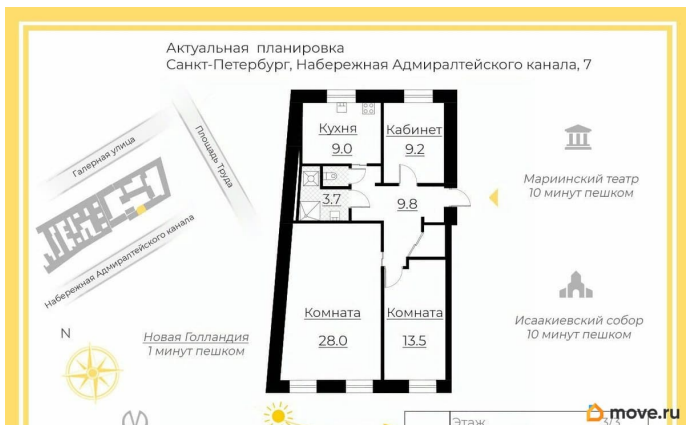 Актуальная планировка
Санкт-Петербург, Набережная Адмиралтейского канала, 7
Галерная улица
Площадь Труда
Набережная Адмиралтейского канала
Кухня
9.0
Кабинет
9.2
3.7
9.8
Комната
28.0
Комната
13.5
Мариинский театр
10 минут пешком
Исаакиевский собор
10 минут пешком
N
Новая Голландия
1 минут пешком
Этаж
3/3
move.ru